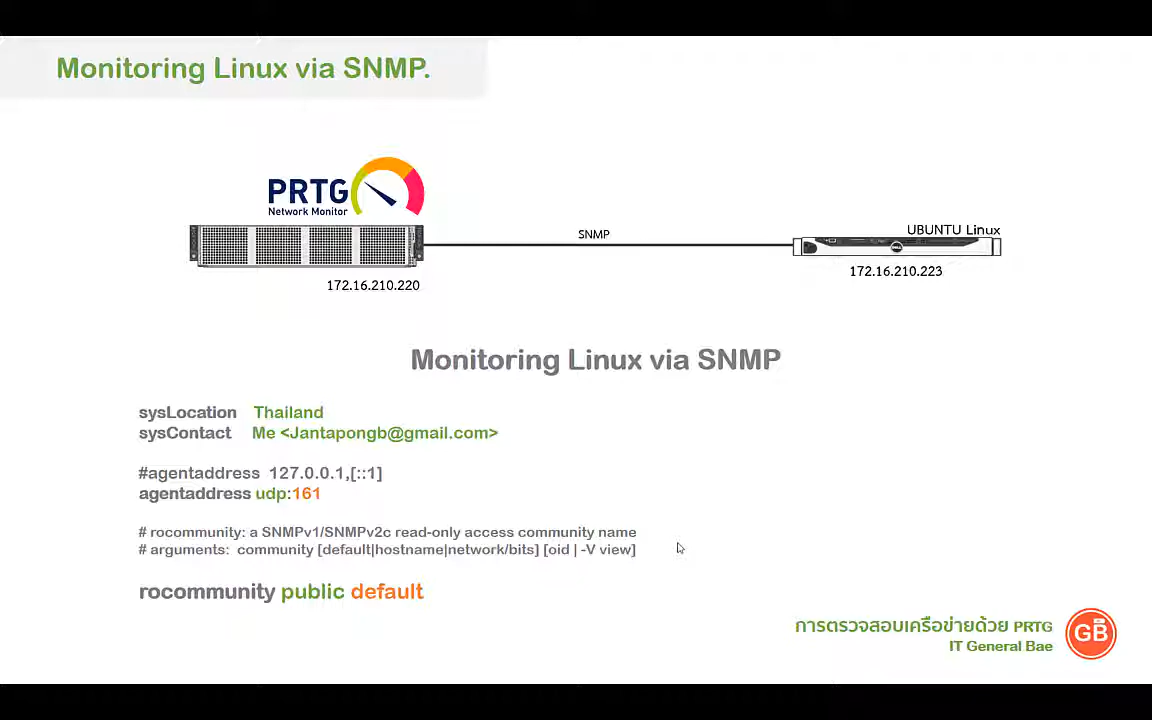 Monitoring Linux via SNMP.
PRTG
Network Monitor
SNMP
UBUNTU Linux
DELL
172.16.210.220
172.16.210.223
Monitoring Linux via SNMP
sysLocation Thailand
sysContact Me <Jantapongb@gmail.com>
#agentaddress 127.0.0.1,[::1]
agentaddress udp:161
# rocommunity: a SNMPv1/SNMPv2c read-only access community name
# arguments: community [default|hostname|network/bits] [oid | -V view]
rocommunity public default
การตรวจสอบเครือข่ายด้วย PRTG
IT General Bae
GB